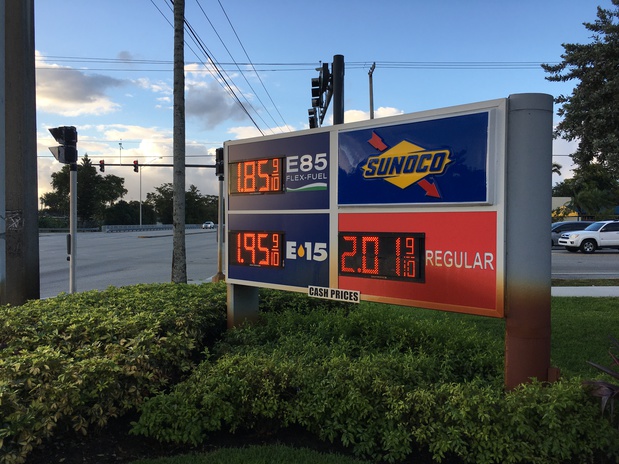 1.85 9/10 E85
FLEX-FUEL
SUNOCO
1.95 9/10 E15
2.01 9/10 REGULAR
CASH PRICES